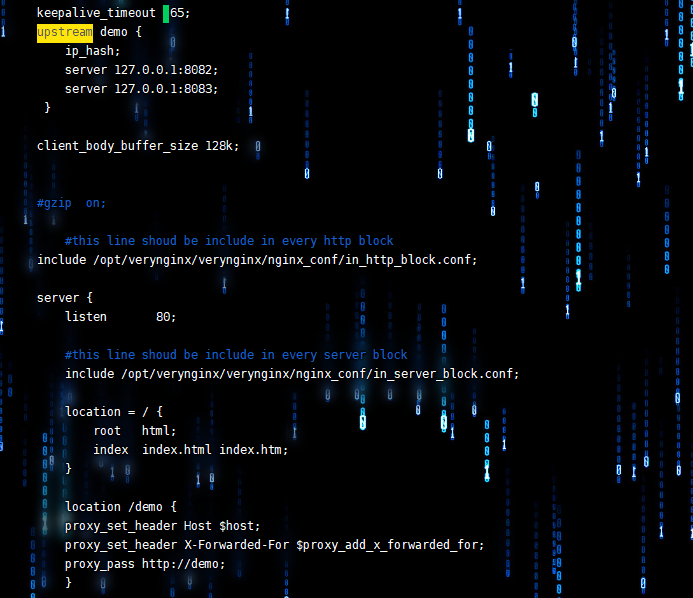 keepalive_timeout  65;
upstream demo {
    ip_hash;
    server 127.0.0.1:8082;
    server 127.0.0.1:8083;
 }
client_body_buffer_size 128k;
#gzip  on;
    #this line shoud be include in every http block
include /opt/verynginx/verynginx/nginx_conf/in_http_block.conf;
server {
    listen       80;
    #this line shoud be include in every server block
    include /opt/verynginx/verynginx/nginx_conf/in_server_block.conf;
    location = / {
        root   html;
        index  index.html index.htm;
    }
    location /demo {
    proxy_set_header Host $host;
    proxy_set_header X-Forwarded-For $proxy_add_x_forwarded_for;
    proxy_pass http://demo;
    }